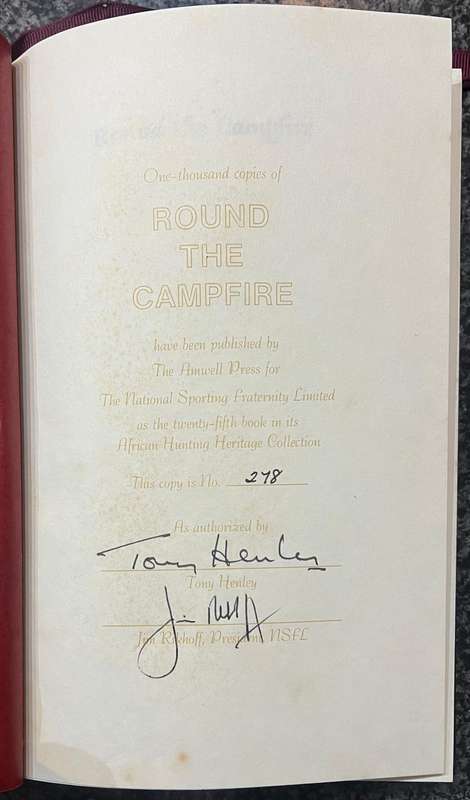 One-thousand copies of
ROUND
THE
CAMPFIRE
have been published by
The Amwell Press for
The National Sporting Fraternity Limited
as the twenty-fifth book in its
African Hunting Heritage Collection
This copy is No. 278
As authorized by
Tony Henley
Tony Henley
Jim Rikhoff
Jim Rikhoff, President, NSFL